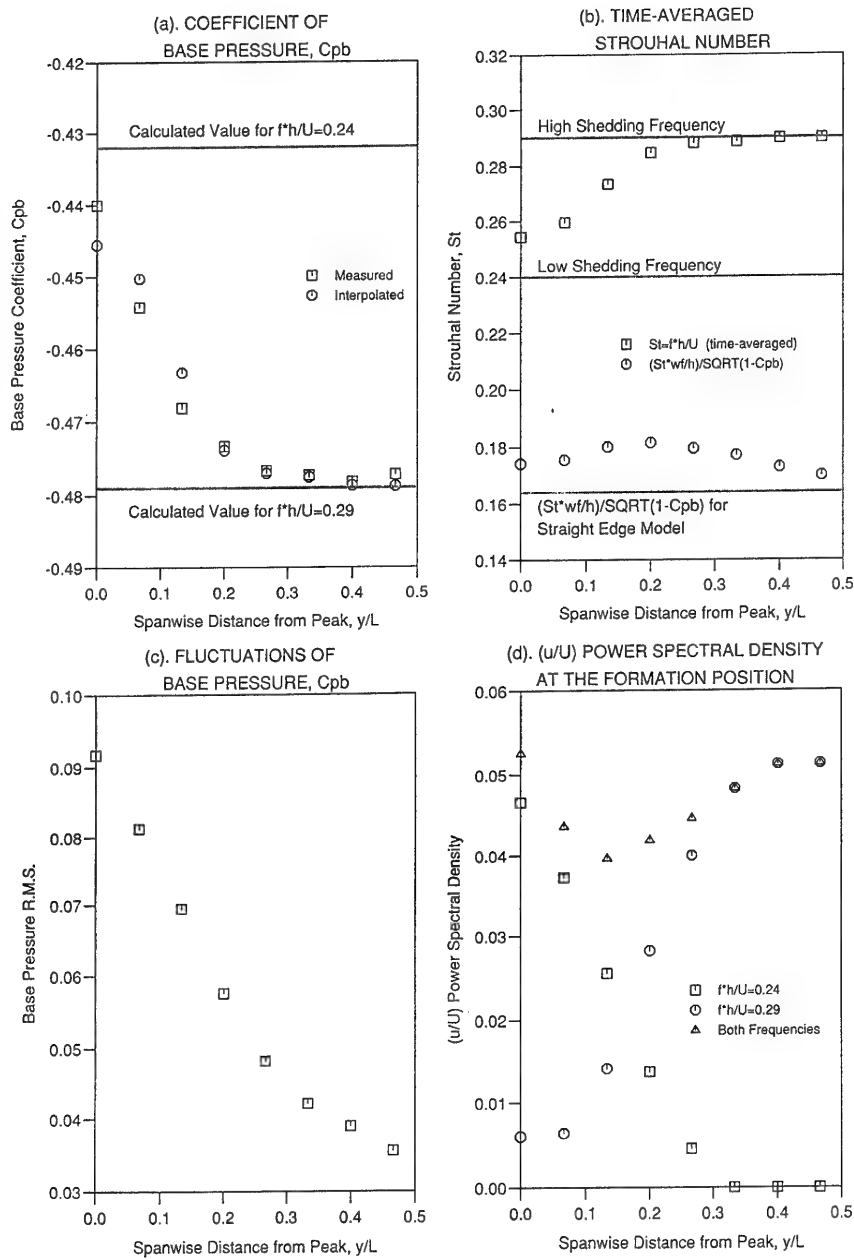 (a). COEFFICIENT OF
BASE PRESSURE, Cpb
-0.42
-0.43
-0.44
-0.45
-0.46
-0.47
-0.48
-0.49
Base Pressure Coefficient, Cpb
Calculated Value for f*h/U=0.24
Measured
Interpolated
Calculated Value for f*h/U=0.29
0.0 0.1 0.2 0.3 0.4 0.5
Spanwise Distance from Peak, y/L
(b). TIME-AVERAGED
STROUHAL NUMBER
0.32
0.30
0.28
0.26
0.24
0.22
0.20
0.18
0.16
0.14
Strouhal Number, St
High Shedding Frequency
Low Shedding Frequency
St=f*h/U (time-averaged)
(St*wf/h)/SQRT(1-Cpb)
(St*wf/h)/SQRT(1-Cpb) for
Straight Edge Model
0.0 0.1 0.2 0.3 0.4 0.5
Spanwise Distance from Peak, y/L
(c). FLUCTUATIONS OF
BASE PRESSURE, Cpb
0.10
0.09
0.08
0.07
0.06
0.05
0.04
0.03
Base Pressure R.M.S.
0.0 0.1 0.2 0.3 0.4 0.5
Spanwise Distance from Peak, y/L
(d). (u/U) POWER SPECTRAL DENSITY
AT THE FORMATION POSITION
0.06
0.05
0.04
0.03
0.02
0.01
0.00
(u/U) Power Spectral Density
f*h/U=0.24
f*h/U=0.29
Both Frequencies
0.0 0.1 0.2 0.3 0.4 0.5
Spanwise Distance from Peak, y/L